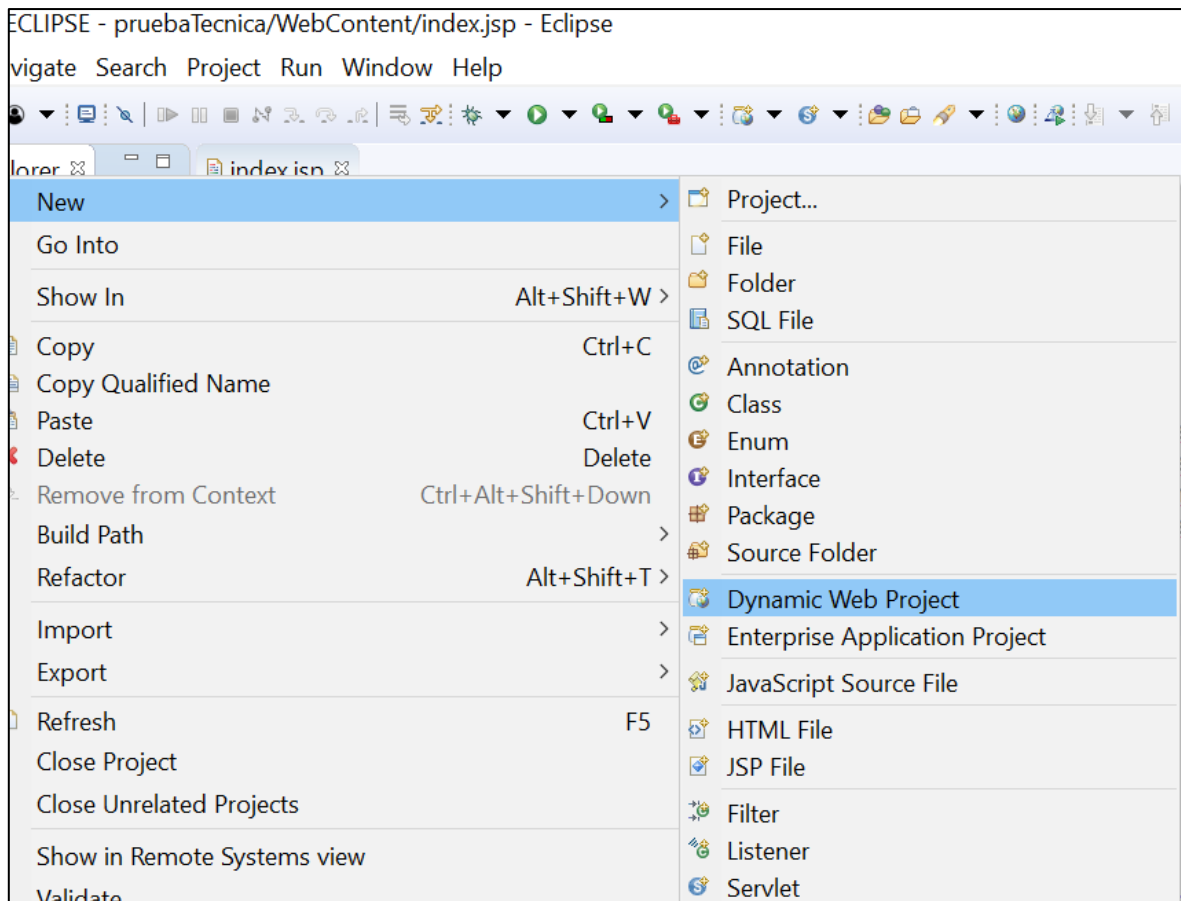 ECLIPSE - pruebaTecnica/WebContent/index.jsp - Eclipse
vigate Search Project Run Window Help
lorer index.jsp
New
Go Into
Show In Alt+Shift+W
Copy Ctrl+C
Copy Qualified Name
Paste Ctrl+V
Delete Delete
Remove from Context Ctrl+Alt+Shift+Down
Build Path
Refactor Alt+Shift+T
Import
Export
Refresh F5
Close Project
Close Unrelated Projects
Show in Remote Systems view
Validate
Project...
File
Folder
SQL File
Annotation
Class
Enum
Interface
Package
Source Folder
Dynamic Web Project
Enterprise Application Project
JavaScript Source File
HTML File
JSP File
Filter
Listener
Servlet